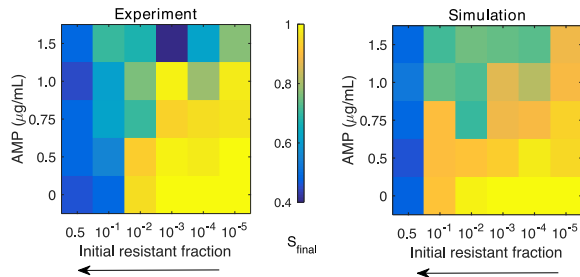 Experiment
AMP (μg/mL)
1.5
1.0
0.75
0.5
0
0.5 10⁻¹ 10⁻² 10⁻³ 10⁻⁴ 10⁻⁵
Initial resistant fraction
1
0.8
0.6
0.4
S_final
Simulation
AMP (μg/mL)
1.5
1.0
0.75
0.5
0
0.5 10⁻¹ 10⁻² 10⁻³ 10⁻⁴ 10⁻⁵
Initial resistant fraction